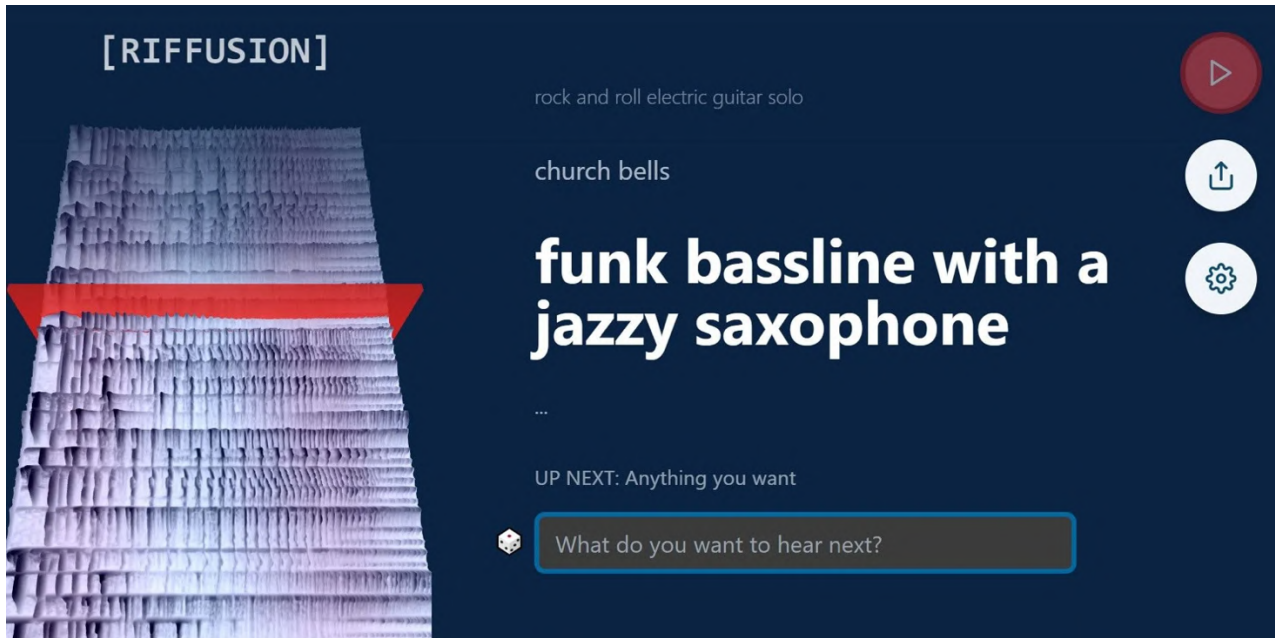 [RIFFUSION]
rock and roll electric guitar solo
church bells
funk bassline with a
jazzy saxophone
...
UP NEXT: Anything you want
What do you want to hear next?